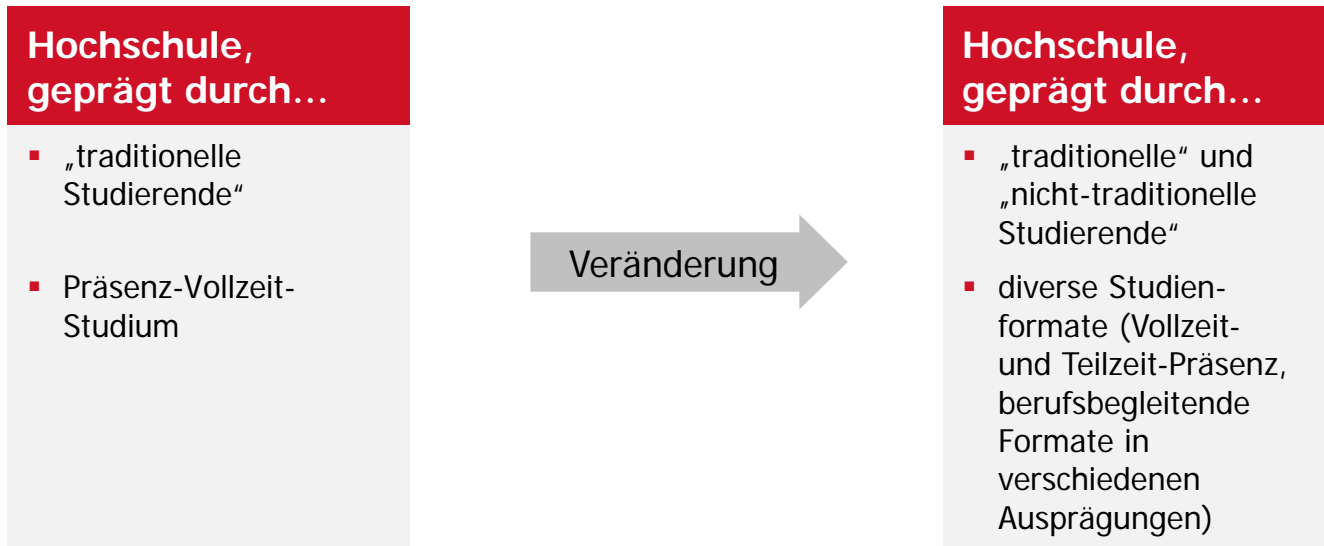 Hochschule,
geprägt durch…
▪ „traditionelle
Studierende“
▪ Präsenz-Vollzeit-
Studium
Veränderung
Hochschule,
geprägt durch…
▪ „traditionelle“ und
„nicht-traditionelle
Studierende“
▪ diverse Studien-
formate (Vollzeit-
und Teilzeit-Präsenz,
berufsbegleitende
Formate in
verschiedenen
Ausprägungen)